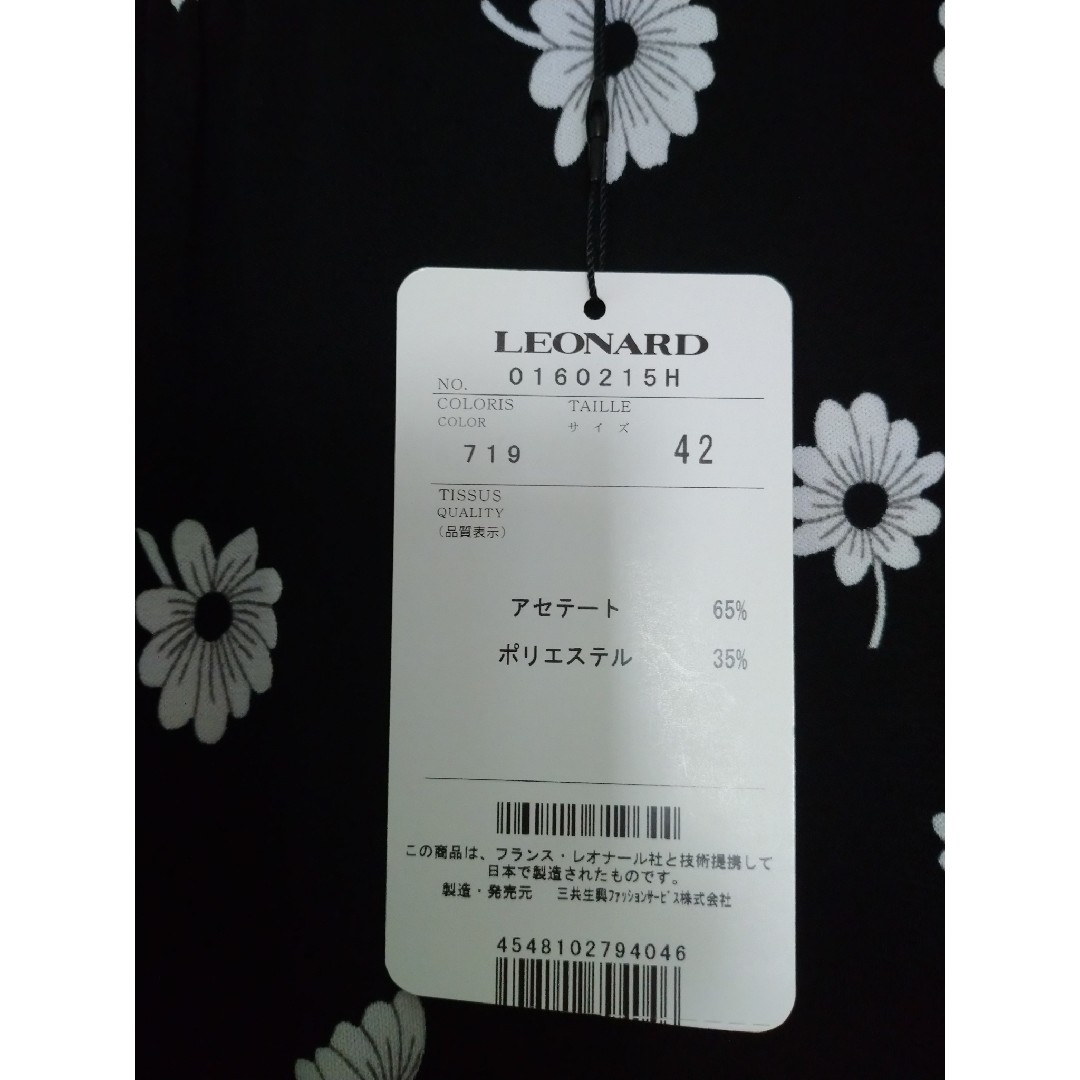 LEONARD
NO. 0160215H
COLORIS TAILLE
COLOR サイズ
719 42
TISSUS
QUALITY
(品質表示)
アセテート 65%
ポリエステル 35%
この商品は、フランス・レオナール社と技術提携して
日本で製造されたものです。
製造・発売元 三共生興ファッションサービス株式会社
4548102794046